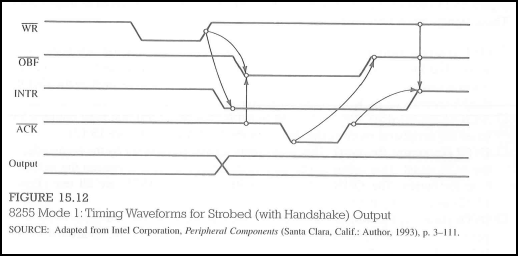 WR
OBF
INTR
ACK
Output
FIGURE 15.12
8255 Mode 1: Timing Waveforms for Strobed (with Handshake) Output
SOURCE: Adapted from Intel Corporation, Peripheral Components (Santa Clara, Calif.: Author, 1993), p. 3–111.